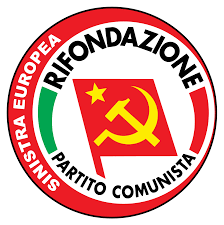 SINISTRA EUROPEA
RIFONDAZIONE
PARTITO COMUNISTA